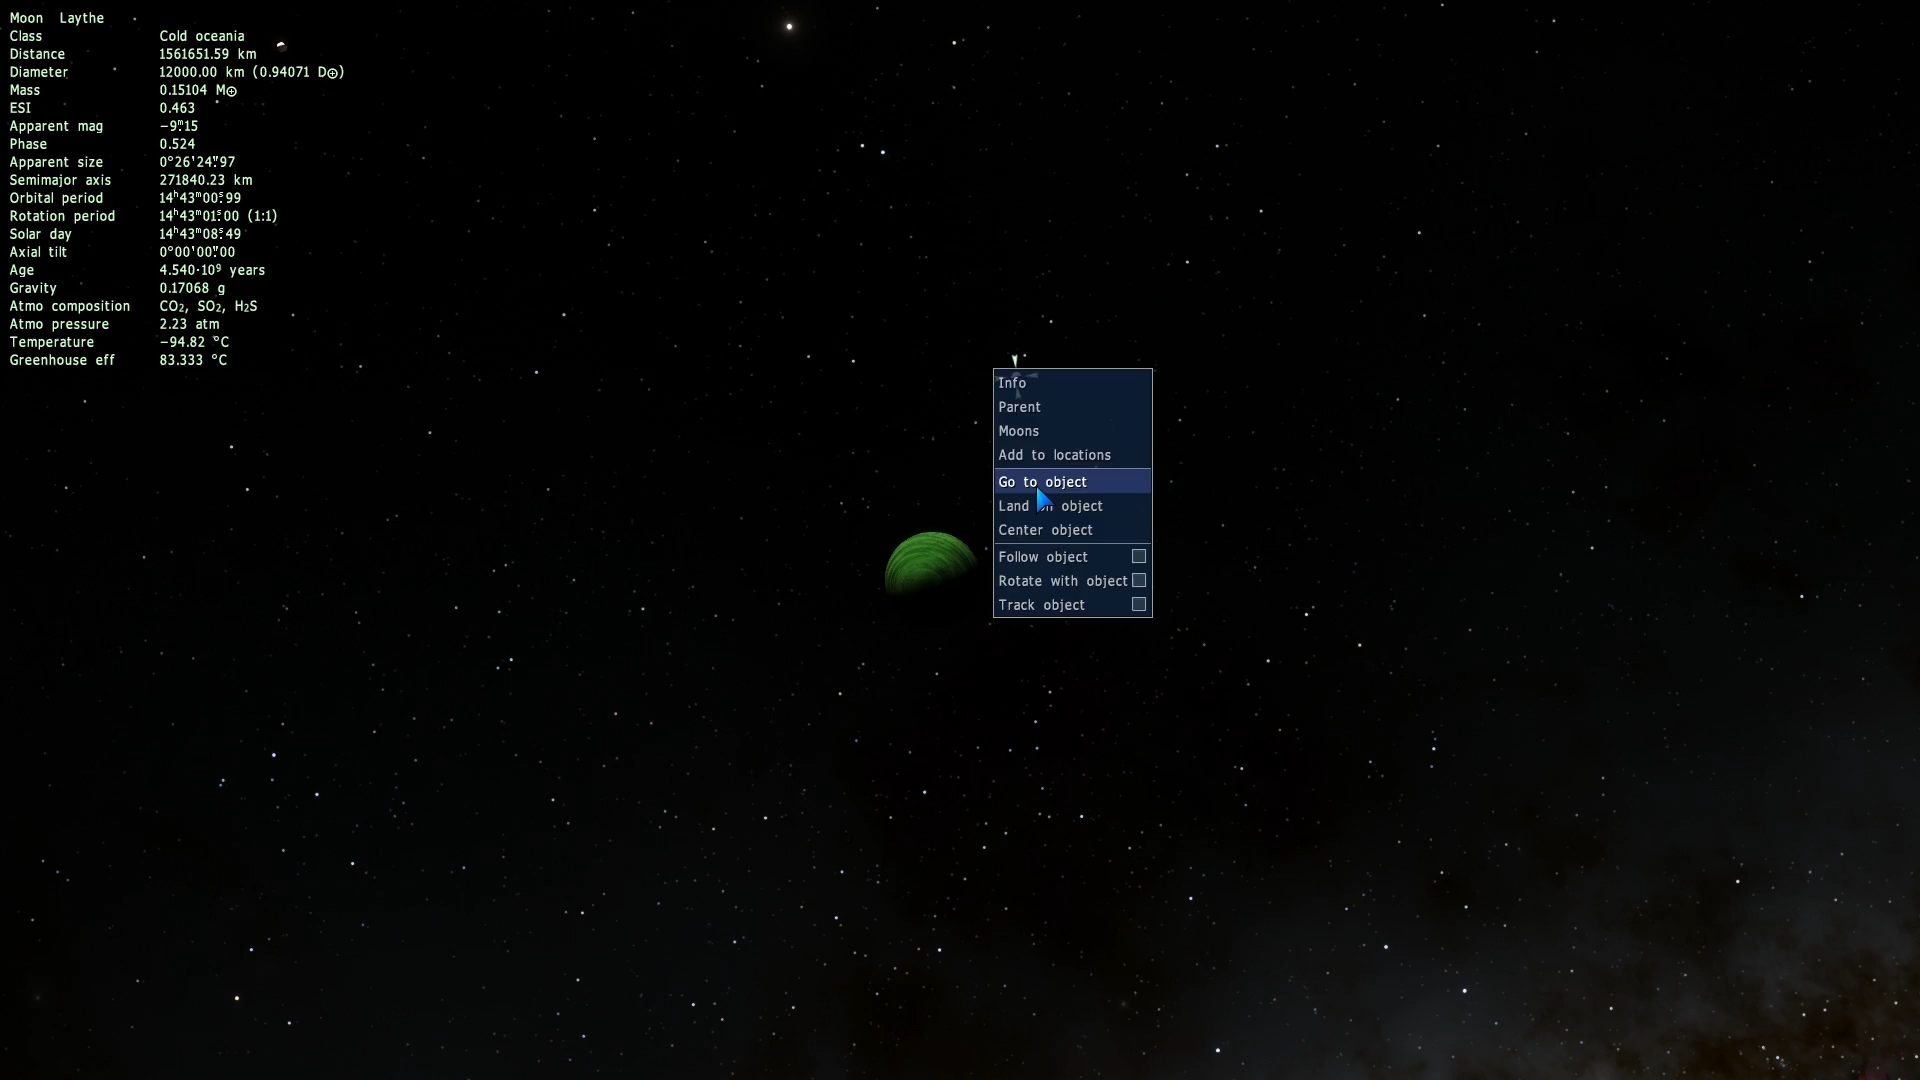 Moon Laythe
Class Cold oceania
Distance 1561651.59 km
Diameter 12000.00 km (0.94071 D⊕)
Mass 0.15104 M⊕
ESI 0.463
Apparent mag −9ᵐ.15
Phase 0.524
Apparent size 0°26'24".97
Semimajor axis 271840.23 km
Orbital period 14ʰ43ᵐ00ˢ.99
Rotation period 14ʰ43ᵐ01ˢ.00 (1:1)
Solar day 14ʰ43ᵐ08ˢ.49
Axial tilt 0°00'00".00
Age 4.540·10⁹ years
Gravity 0.17068 g
Atmo composition CO₂, SO₂, H₂S
Atmo pressure 2.23 atm
Temperature −94.82 °C
Greenhouse eff 83.333 °C
Info
Parent
Moons
Add to locations
Go to object
Land on object
Center object
Follow object
Rotate with object
Track object